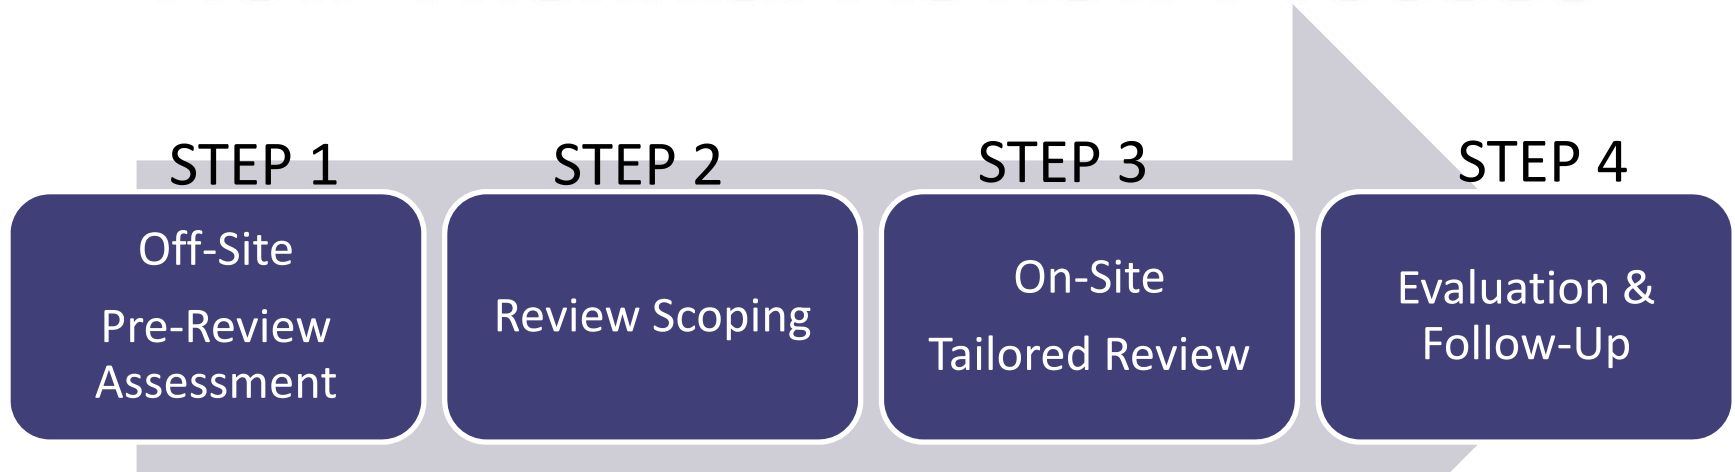 STEP 1
Off-Site
Pre-Review
Assessment
STEP 2
Review Scoping
STEP 3
On-Site
Tailored Review
STEP 4
Evaluation &
Follow-Up